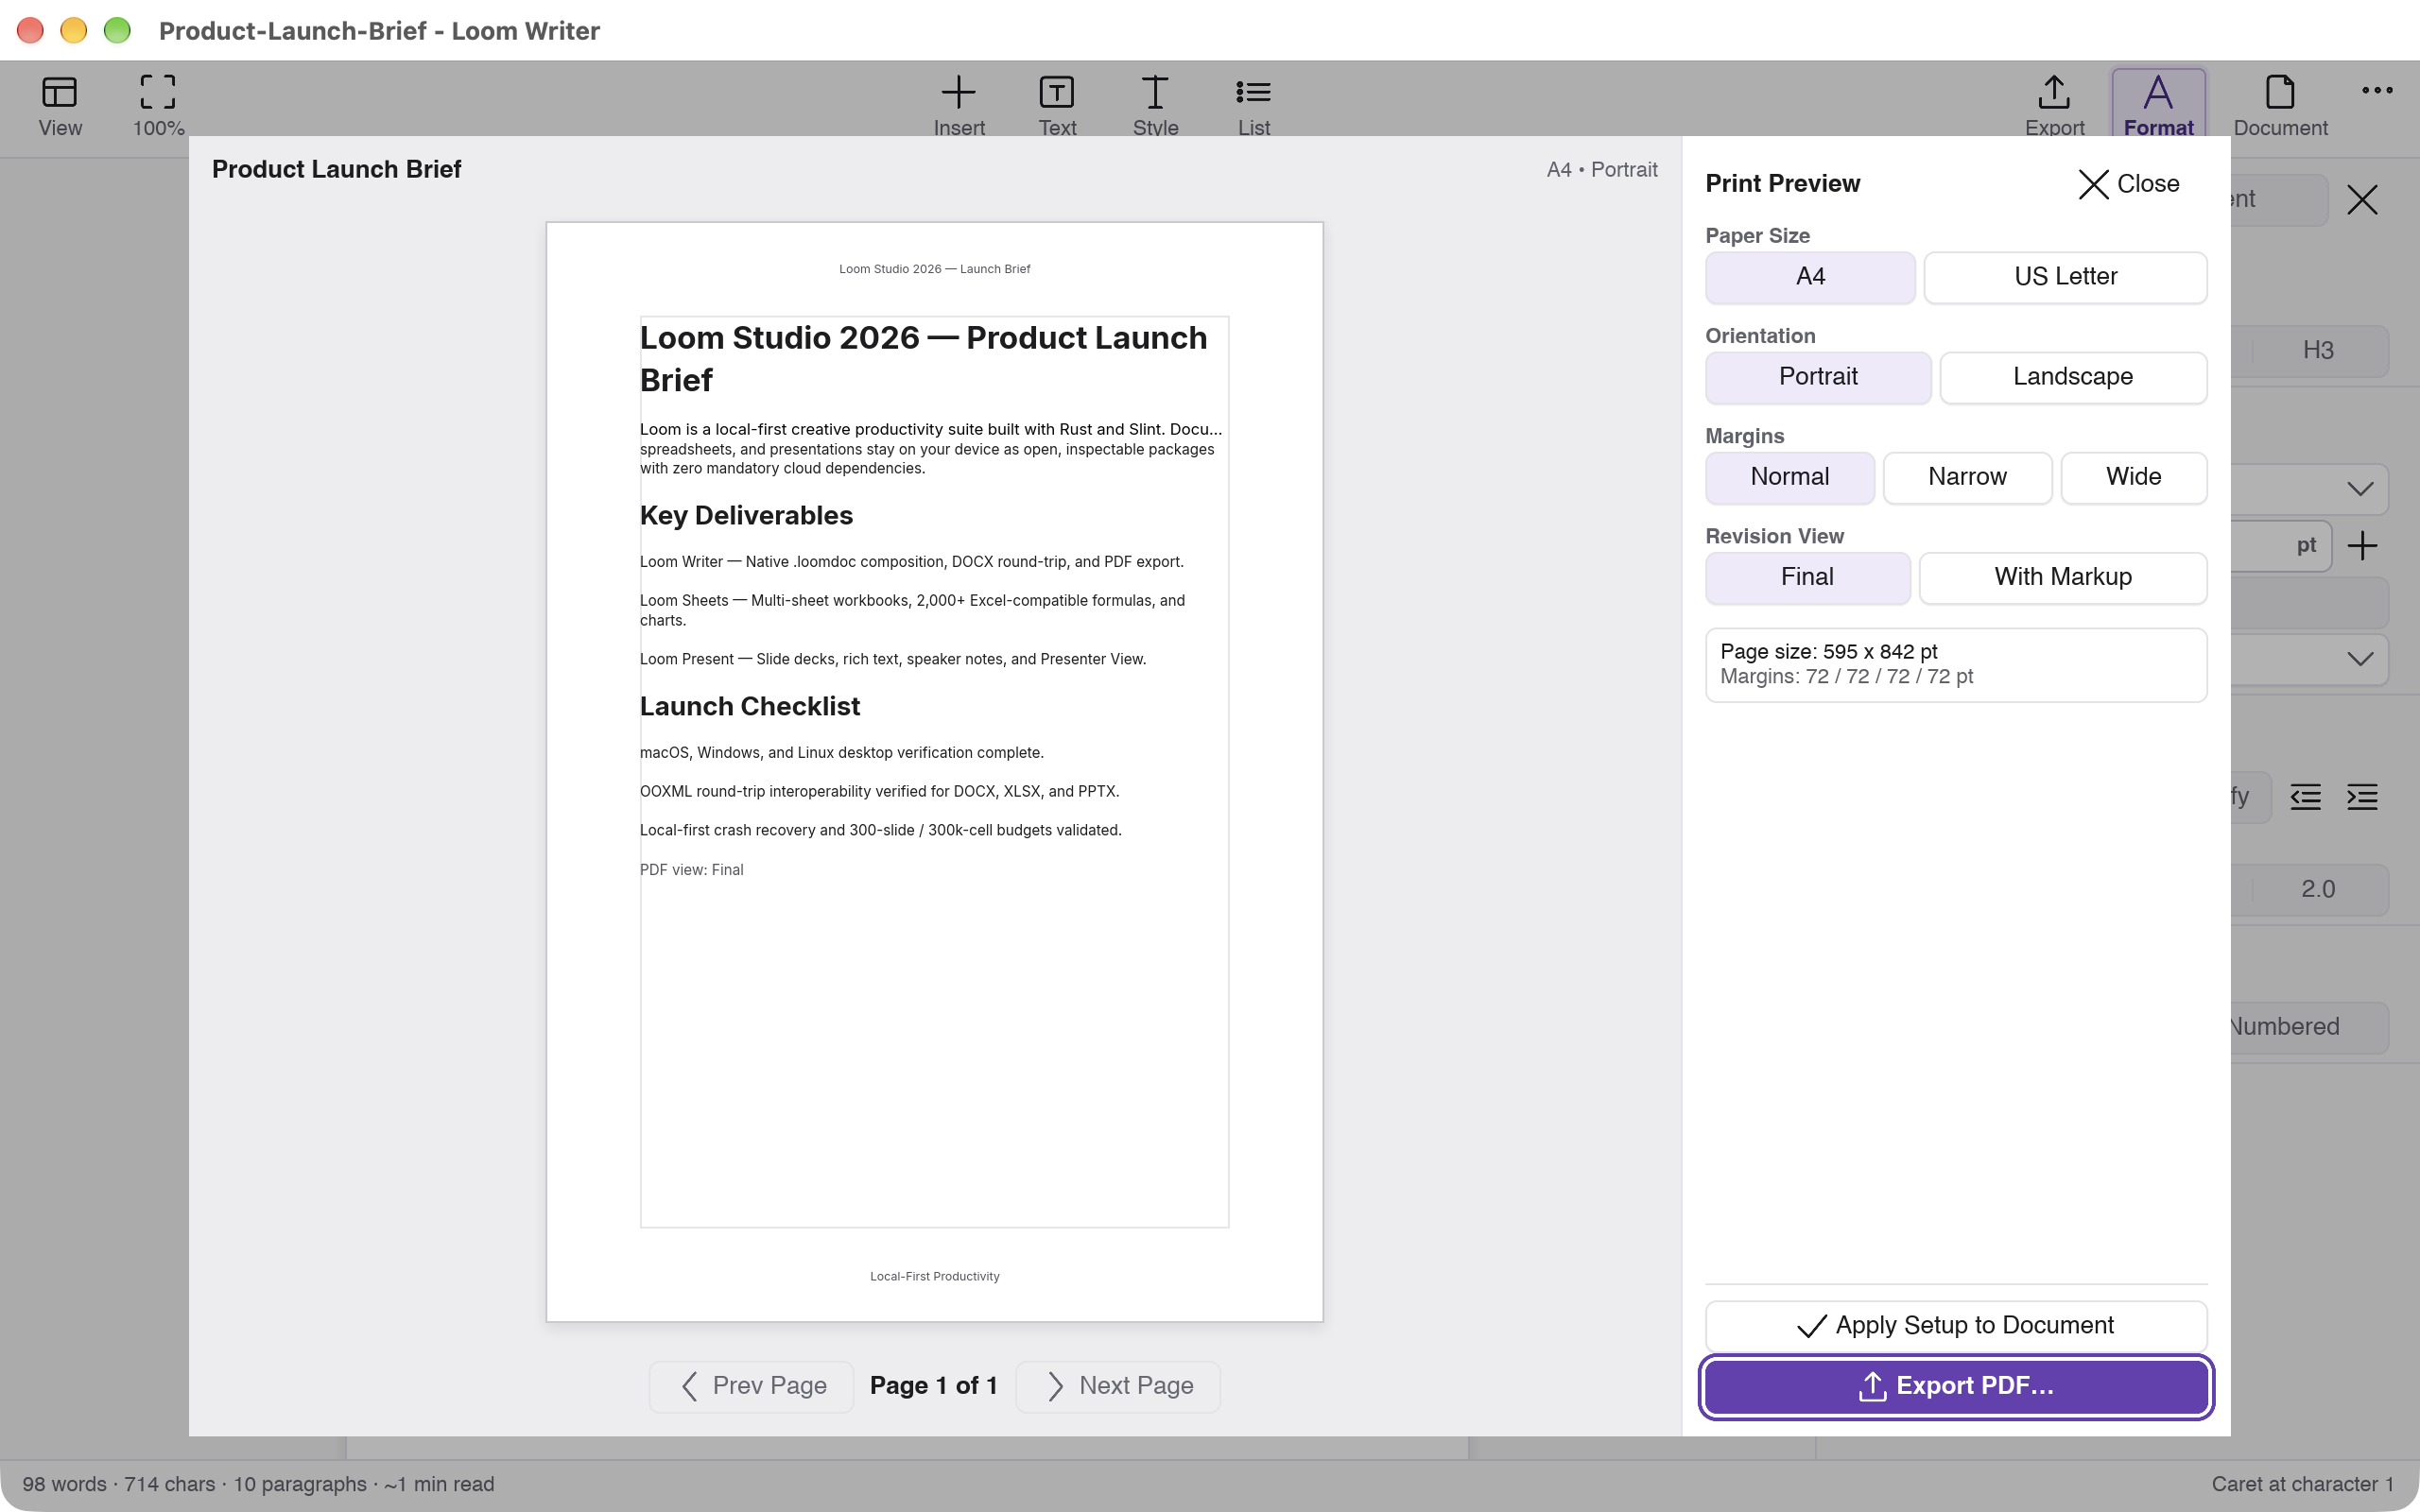 Product-Launch-Brief - Loom Writer
View
100%
Insert
Text
Style
List
Export
Format
Document
Product Launch Brief
A4 • Portrait
Loom Studio 2026 — Launch Brief
Loom Studio 2026 — Product Launch
Brief
Loom is a local-first creative productivity suite built with Rust and Slint. Docu...
spreadsheets, and presentations stay on your device as open, inspectable packages
with zero mandatory cloud dependencies.
Key Deliverables
Loom Writer — Native .loomdoc composition, DOCX round-trip, and PDF export.
Loom Sheets — Multi-sheet workbooks, 2,000+ Excel-compatible formulas, and
charts.
Loom Present — Slide decks, rich text, speaker notes, and Presenter View.
Launch Checklist
macOS, Windows, and Linux desktop verification complete.
OOXML round-trip interoperability verified for DOCX, XLSX, and PPTX.
Local-first crash recovery and 300-slide / 300k-cell budgets validated.
PDF view: Final
Local-First Productivity
Prev Page
Page 1 of 1
Next Page
Print Preview
Close
Paper Size
A4
US Letter
Orientation
Portrait
Landscape
Margins
Normal
Narrow
Wide
Revision View
Final
With Markup
Page size: 595 x 842 pt
Margins: 72 / 72 / 72 / 72 pt
Apply Setup to Document
Export PDF...
H3
pt
2.0
Numbered
98 words · 714 chars · 10 paragraphs · ~1 min read
Caret at character 1